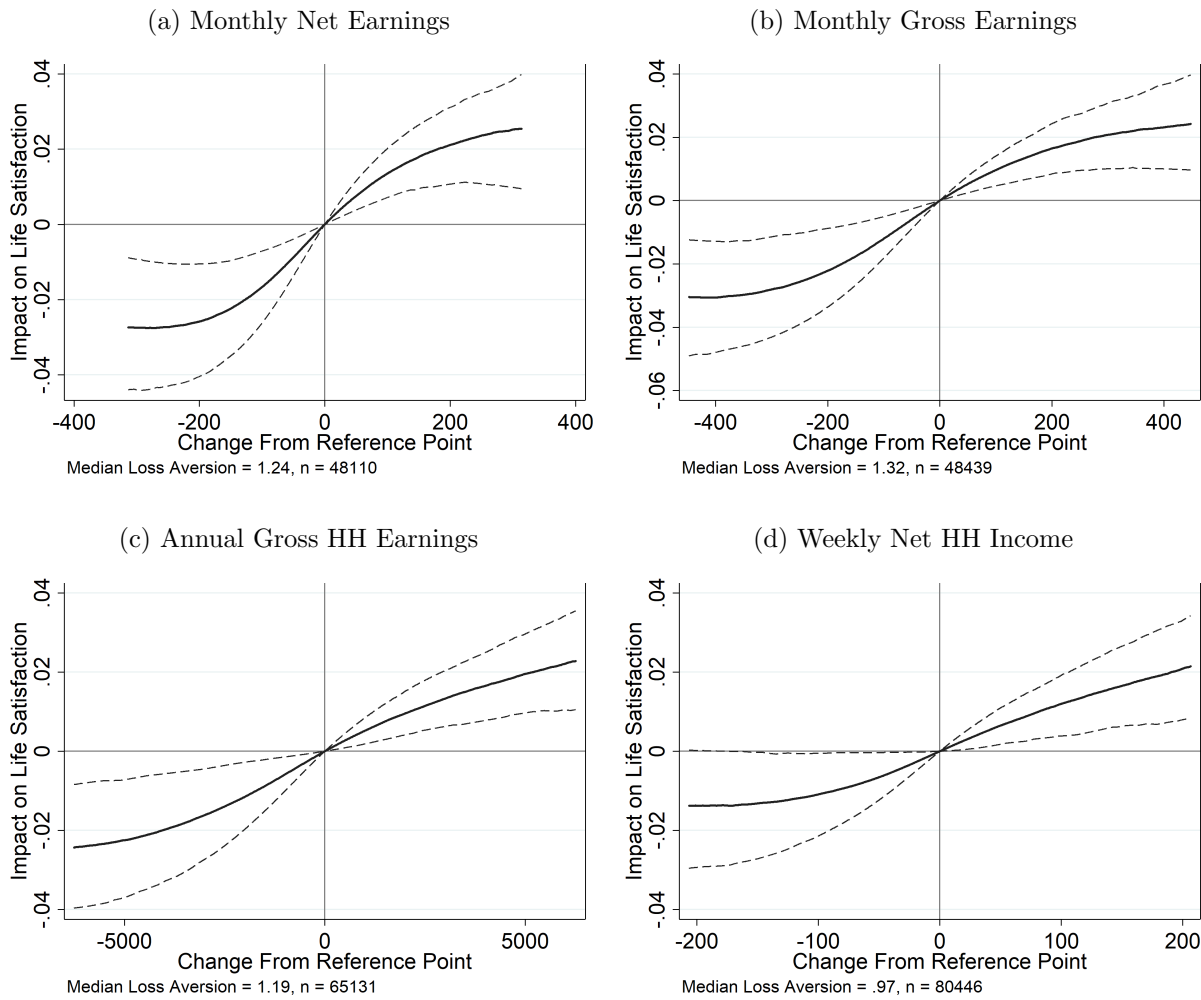 (a) Monthly Net Earnings
Impact on Life Satisfaction
.04
.02
0
-.02
-.04
-400
-200
0
200
400
Change From Reference Point
Median Loss Aversion = 1.24, n = 48110
(b) Monthly Gross Earnings
Impact on Life Satisfaction
.04
.02
0
-.02
-.04
-.06
-400
-200
0
200
400
Change From Reference Point
Median Loss Aversion = 1.32, n = 48439
(c) Annual Gross HH Earnings
Impact on Life Satisfaction
.04
.02
0
-.02
-.04
-5000
0
5000
Change From Reference Point
Median Loss Aversion = 1.19, n = 65131
(d) Weekly Net HH Income
Impact on Life Satisfaction
.04
.02
0
-.02
-.04
-200
-100
0
100
200
Change From Reference Point
Median Loss Aversion = .97, n = 80446